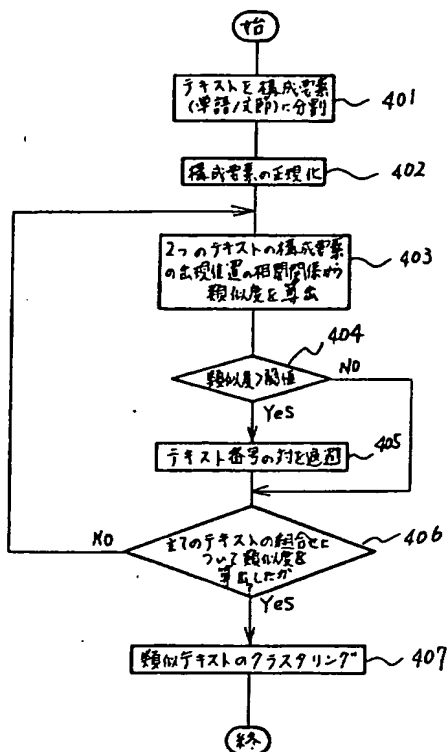 始
テキストを構成要素
(単語/文節)に分割
401
構成要素の正規化
402
2つのテキストの構成要素
の出現位置の相関関係から
類似度を算出
403
404
類似度>閾値
NO
Yes
テキスト番号の対を退避
405
全てのテキストの組合せに
ついて類似度を
算出したか
406
NO
Yes
類似テキストのクラスタリング
407
終